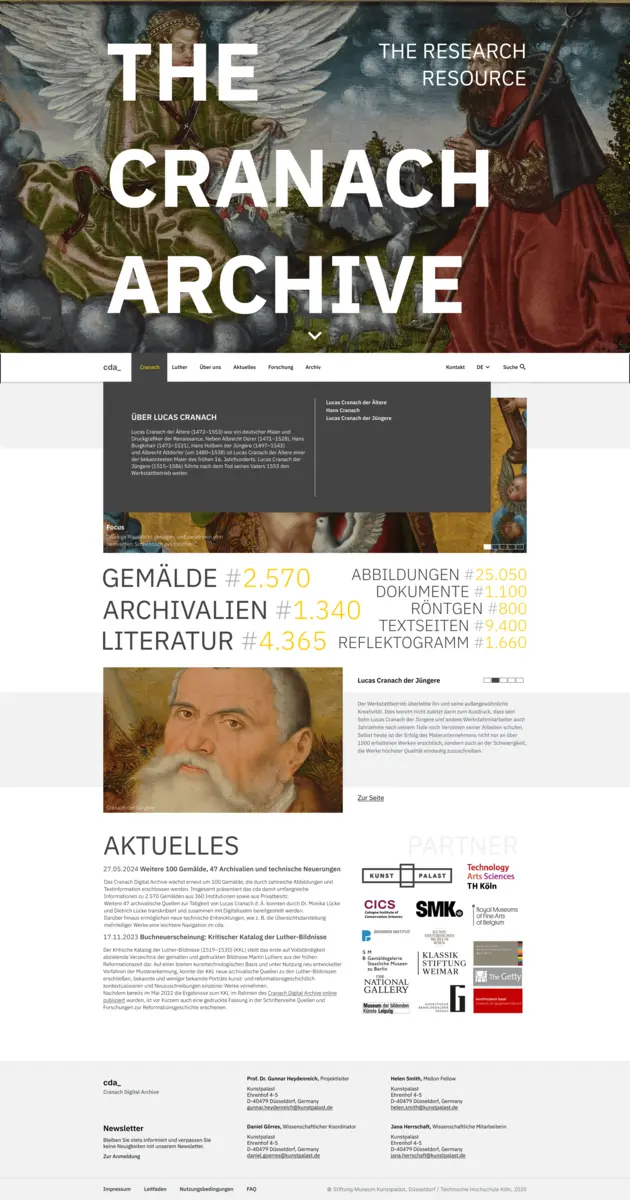 THE
CRANACH
ARCHIVE
THE RESEARCH
RESOURCE
cda_
Cranach
Luther
Über uns
Aktuelles
Forschung
Archiv
Kontakt
DE
Suche
ÜBER LUCAS CRANACH
Lucas Cranach der Ältere (1472–1553) war ein deutscher Maler und
Druckgrafiker der Renaissance. Neben Albrecht Dürer (1471–1528), Hans
Burgkmair (1473–1531), Hans Holbein der Jüngere (1497–1543)
und Albrecht Altdorfer (um 1480–1538) ist Lucas Cranach der Ältere einer
der bekanntesten Maler des frühen 16. Jahrhunderts. Lucas Cranach der
Jüngere (1515–1586) führte nach dem Tod seines Vaters 1553 den
Werkstattbetrieb weiter.
Lucas Cranach der Ältere
Hans Cranach
Lucas Cranach der Jüngere
Focus
GEMÄLDE #2.570
ARCHIVALIEN #1.340
LITERATUR #4.365
ABBILDUNGEN #25.050
DOKUMENTE #1.100
RÖNTGEN #800
TEXTSEITEN #9.400
REFLEKTOGRAMM #1.660
Cranach der Jüngere
Lucas Cranach der Jüngere
Der Werkstattbetrieb überlebte ihn und seine außergewöhnliche
Kreativität. Dies kommt nicht zuletzt darin zum Ausdruck, dass sein
Sohn Lucas Cranach der Jüngere und andere Werkstattmitarbeiter auch
Jahrzehnte nach seinem Tode noch Versionen seiner Arbeiten schufen.
Selbst heute ist der Erfolg des Malerunternehmens nicht nur an über
1500 erhaltenen Werken ersichtlich, sondern auch an der Schwierigkeit,
die Werke höchster Qualität eindeutig zuzuschreiben.
Zur Seite
AKTUELLES
27.05.2024 Weitere 100 Gemälde, 47 Archivalien und technische Neuerungen
Das Cranach Digital Archive wächst erneut um 100 Gemälde, die durch zahlreiche Abbildungen und
Textinformation erschlossen werden. Insgesamt präsentiert das cda damit umfangreiche
Informationen zu 2.570 Gemälden aus 360 Institutionen sowie aus Privatbesitz.
Weitere 47 archivalische Quellen zur Tätigkeit von Lucas Cranach d. Ä. konnten durch Dr. Monika Lücke
und Dietrich Lücke transkribiert und zusammen mit Digitalisaten bereitgestellt werden.
Darüber hinaus ermöglichen neue technische Entwicklungen, wie z. B. die Übersichtsdarstellung
mehrteiliger Werke eine leichtere Navigation im cda.
17.11.2023 Buchneuerscheinung: Kritischer Katalog der Luther-Bildnisse
Der Kritische Katalog der Luther-Bildnisse (1519–1530) (KKL) stellt das erste auf Vollständigkeit
abzielende Verzeichnis der gemalten und gedruckten Bildnisse Martin Luthers aus der frühen
Reformationszeit dar. Auf einer breiten kunsttechnologischen Basis und unter Nutzung neu entwickelter
Verfahren der Mustererkennung, konnte der KKL neue archivalische Quellen zu den Luther-Bildnissen
erschließen, bekannte und weniger bekannte Porträts kunst- und reformationsgeschichtlich
kontextualisieren und Neuzuschreibungen einzelner Werke vornehmen.
Nachdem bereits im Mai 2022 die Ergebnisse zum KKL im Rahmen des Cranach Digital Archive online
publiziert wurden, ist vor Kurzem auch eine gedruckte Fassung in der Schriftenreihe Quellen und
Forschungen zur Reformationsgeschichte erschienen.
PARTNER
KUNST PALAST
Technology
Arts Sciences
TH Köln
CICS
Cologne Institute of
Conservation Sciences
SMK
Royal Museums
of Fine Arts
of Belgium
DOERNER INSTITUT
KUNST
HISTORISCHES
MUSEUM
WIEN
S M
B Gemäldegalerie
Staatliche Museen
zu Berlin
KLASSIK
STIFTUNG
WEIMAR
THE
NATIONAL
GALLERY
The Getty
Museum der bildenden
Künste Leipzig
G
cda_
Cranach Digital Archive
Newsletter
Bleiben Sie stets informiert und verpassen Sie
keine Neuigkeiten mit unserem Newsletter.
Zur Anmeldung
Prof. Dr. Gunnar Heydenreich, Projektleiter
Kunstpalast
Ehrenhof 4-5
D-40479 Düsseldorf, Germany
gunnar.heydenreich@kunstpalast.de
Helen Smith, Mellon Fellow
Kunstpalast
Ehrenhof 4-5
D-40479 Düsseldorf, Germany
helen.smith@kunstpalast.de
Daniel Görres, Wissenschaftlicher Koordinator
Kunstpalast
Ehrenhof 4-5
D-40479 Düsseldorf, Germany
daniel.goerres@kunstpalast.de
Jana Herrschaft, Wissenschaftliche Mitarbeiterin
Kunstpalast
Ehrenhof 4-5
D-40479 Düsseldorf, Germany
jana.herrschaft@kunstpalast.de
Impressum
Leitfaden
Nutzungsbedingungen
FAQ
© Stiftung Museum Kunstpalast, Düsseldorf / Technische Hochschule Köln, 2025